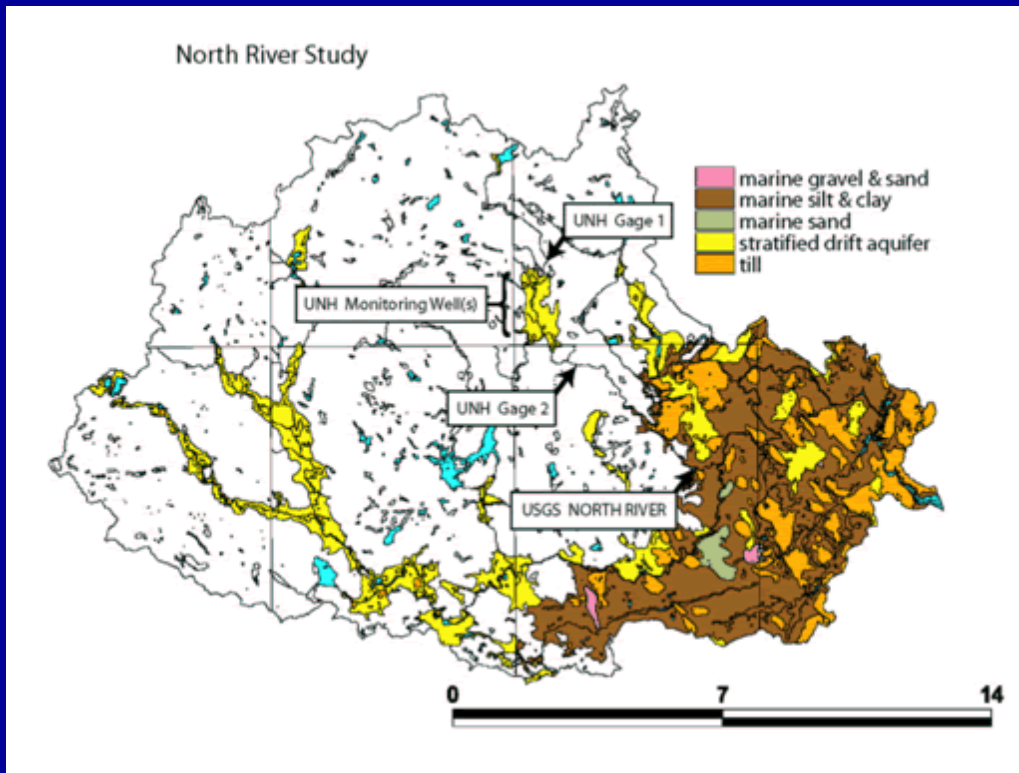 North River Study
marine gravel & sand
marine silt & clay
marine sand
stratified drift aquifer
till
UNH Gage 1
UNH Monitoring Well(s)
UNH Gage 2
USGS NORTH RIVER
0 7 14